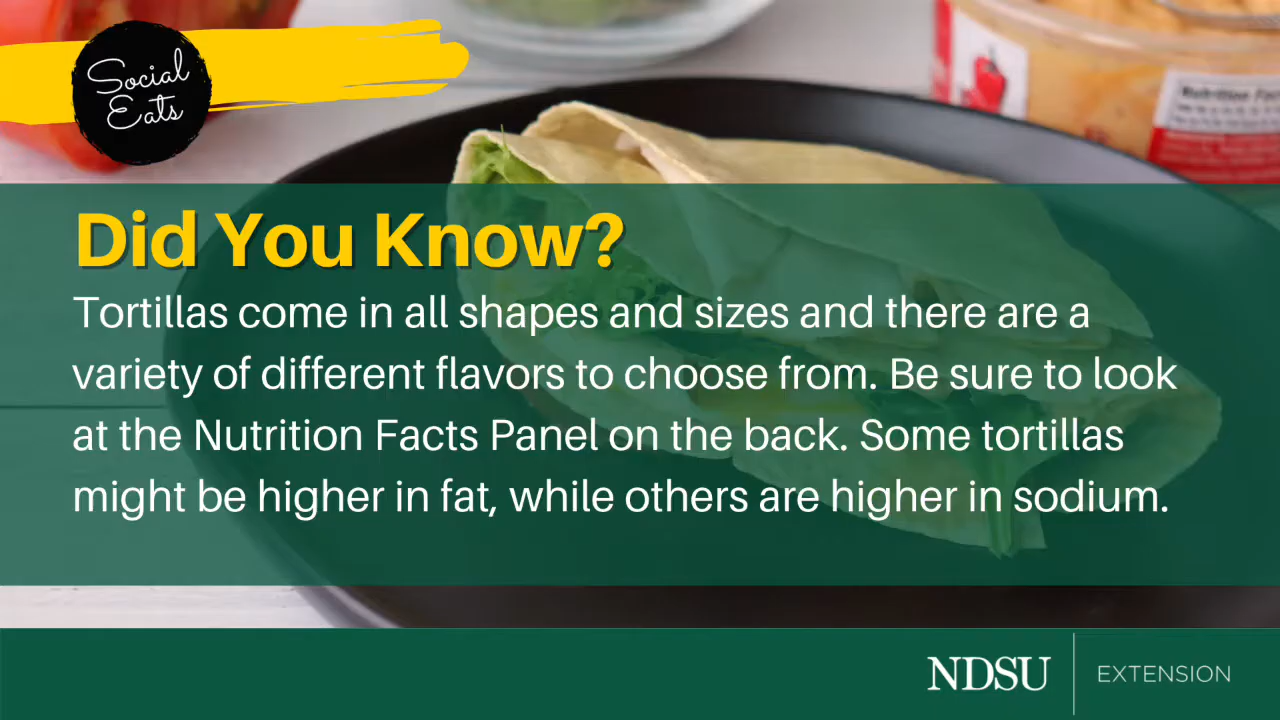 Social
Eats
Nutrition Fac
Did You Know?
Tortillas come in all shapes and sizes and there are a
variety of different flavors to choose from. Be sure to look
at the Nutrition Facts Panel on the back. Some tortillas
might be higher in fat, while others are higher in sodium.
NDSU
EXTENSION